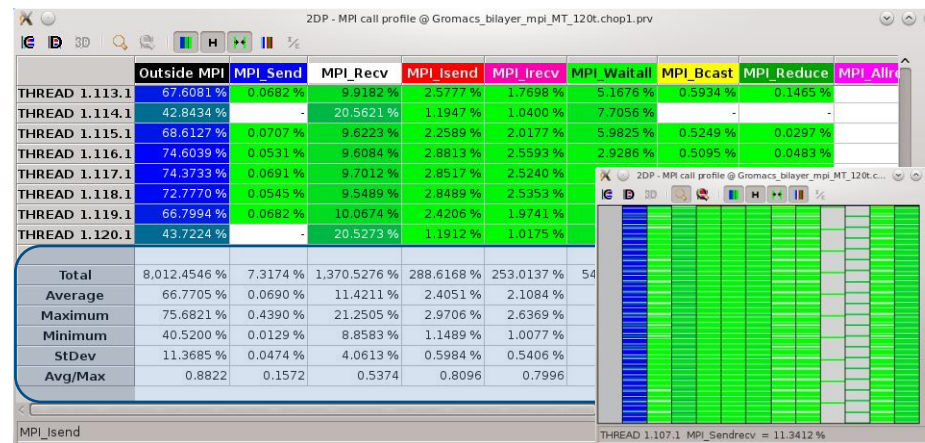 2DP - MPI call profile @ Gromacs_bilayer_mpi_MT_120t.chop1.prv
3D H ½
Outside MPI MPI_Send MPI_Recv MPI_Isend MPI_Irecv MPI_Waitall MPI_Bcast MPI_Reduce MPI_Allre
THREAD 1.113.1 67.6081 % 0.0682 % 9.9182 % 2.5777 % 1.7698 % 5.1676 % 0.5934 % 0.1465 %
THREAD 1.114.1 42.8434 % - 20.5621 % 1.1947 % 1.0400 % 7.7056 % - -
THREAD 1.115.1 68.6127 % 0.0707 % 9.6223 % 2.2589 % 2.0177 % 5.9825 % 0.5249 % 0.0297 %
THREAD 1.116.1 74.6039 % 0.0531 % 9.6084 % 2.8813 % 2.5593 % 2.9286 % 0.5095 % 0.0483 %
THREAD 1.117.1 74.3733 % 0.0691 % 9.7012 % 2.8517 % 2.5240 %
THREAD 1.118.1 72.7770 % 0.0545 % 9.5489 % 2.8489 % 2.5353 %
THREAD 1.119.1 66.7994 % 0.0682 % 10.0674 % 2.4206 % 1.9741 %
THREAD 1.120.1 43.7224 % - 20.5273 % 1.1912 % 1.0175 %
Total 8,012.4546 % 7.3174 % 1,370.5276 % 288.6168 % 253.0137 % 54
Average 66.7705 % 0.0690 % 11.4211 % 2.4051 % 2.1084 %
Maximum 75.6821 % 0.4390 % 21.2505 % 2.9706 % 2.6369 %
Minimum 40.5200 % 0.0129 % 8.8583 % 1.1489 % 1.0077 %
StDev 11.3685 % 0.0474 % 4.0613 % 0.5984 % 0.5406 %
Avg/Max 0.8822 0.1572 0.5374 0.8096 0.7996
MPI_Isend
2DP - MPI call profile @ Gromacs_bilayer_mpi_MT_120t.c...
3D H
THREAD 1.107.1 MPI_Sendrecv = 11.3412 %